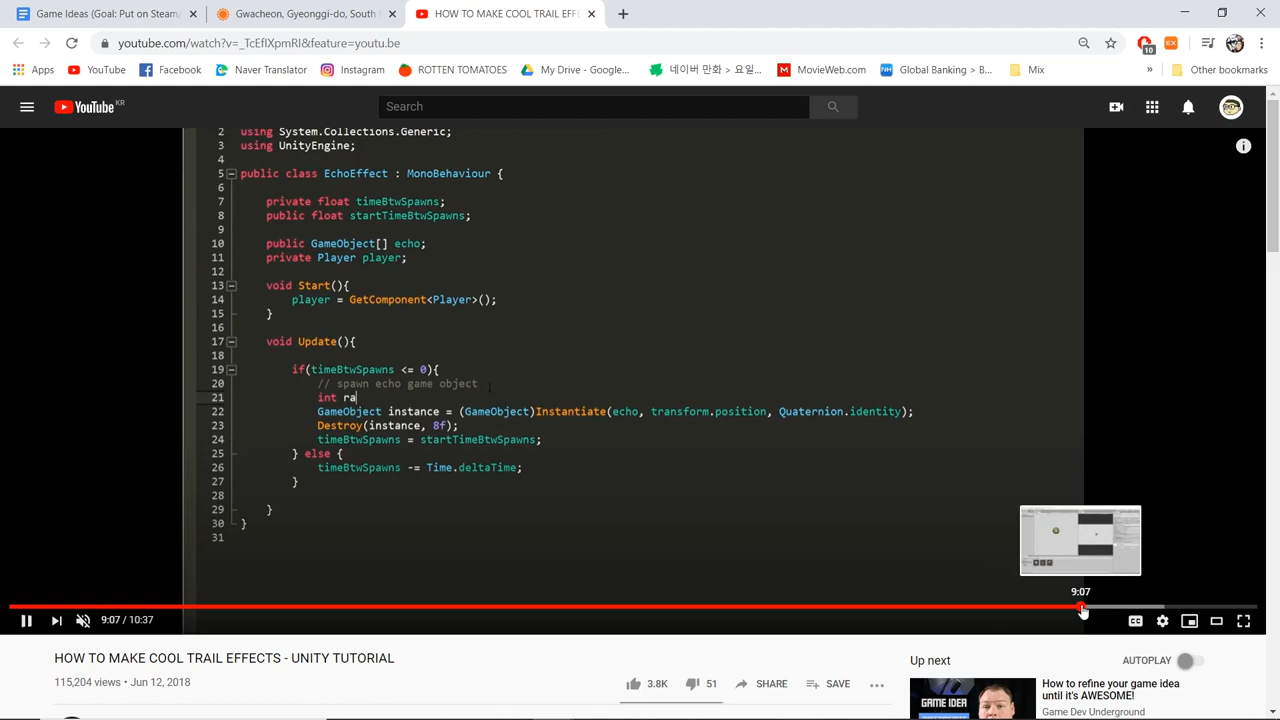 Game Ideas (Goal: Put on Steam,
Gwacheon, Gyeonggi-do, South
HOW TO MAKE COOL TRAIL EFF
youtube.com/watch?v=_TcEflXpmRI&feature=youtu.be
10
Apps
YouTube
Facebook
Naver Translator
Instagram
ROTTEN TOMATOES
My Drive - Google...
네이버 만화 > 요일...
MovieWeb.com
Global Banking > B...
Mix
»
Other bookmarks
YouTube KR
Search
2 using System.Collections.Generic;
3 using UnityEngine;
4
5 public class EchoEffect : MonoBehaviour {
6
7 private float timeBtwSpawns;
8 public float startTimeBtwSpawns;
9
10 public GameObject[] echo;
11 private Player player;
12
13 void Start(){
14 player = GetComponent<Player>();
15 }
16
17 void Update(){
18
19 if(timeBtwSpawns <= 0){
20 // spawn echo game object
21 int ra
22 GameObject instance = (GameObject)Instantiate(echo, transform.position, Quaternion.identity);
23 Destroy(instance, 8f);
24 timeBtwSpawns = startTimeBtwSpawns;
25 } else {
26 timeBtwSpawns -= Time.deltaTime;
27 }
28
29 }
30 }
31
9:07
9:07 / 10:37
HOW TO MAKE COOL TRAIL EFFECTS - UNITY TUTORIAL
115,204 views • Jun 12, 2018
3.8K
51
SHARE
SAVE
Up next
AUTOPLAY
GAME IDEA
How to refine your game idea
until it's AWESOME!
Game Dev Underground